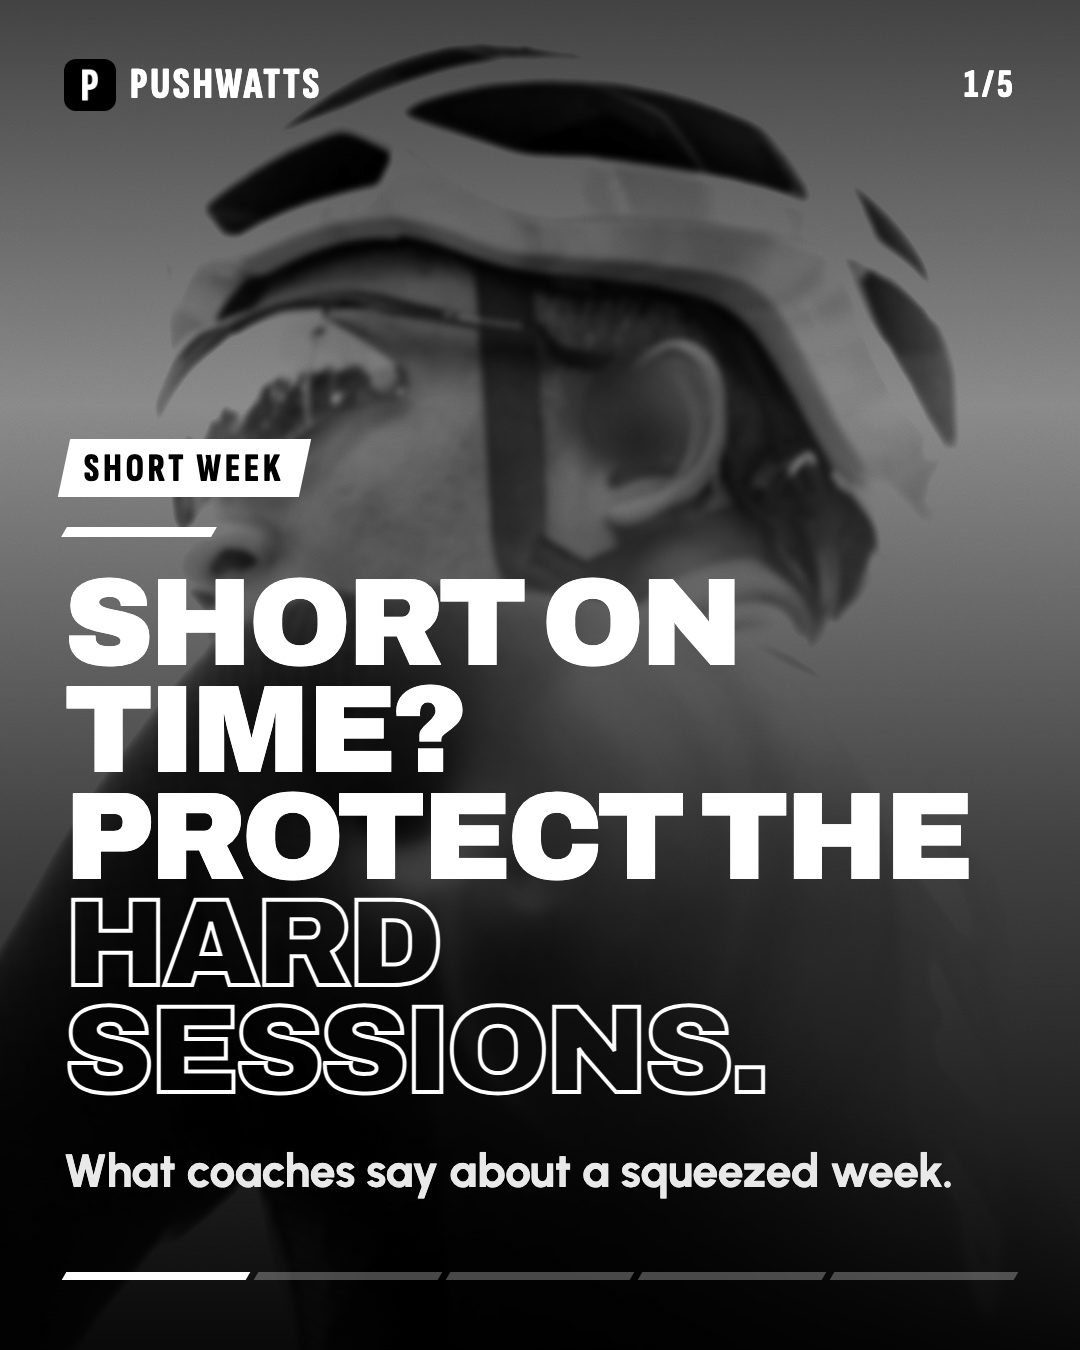 P PUSHWATTS
1/5
SHORT WEEK
SHORT ON
TIME?
PROTECT THE
HARD
SESSIONS.
What coaches say about a squeezed week.